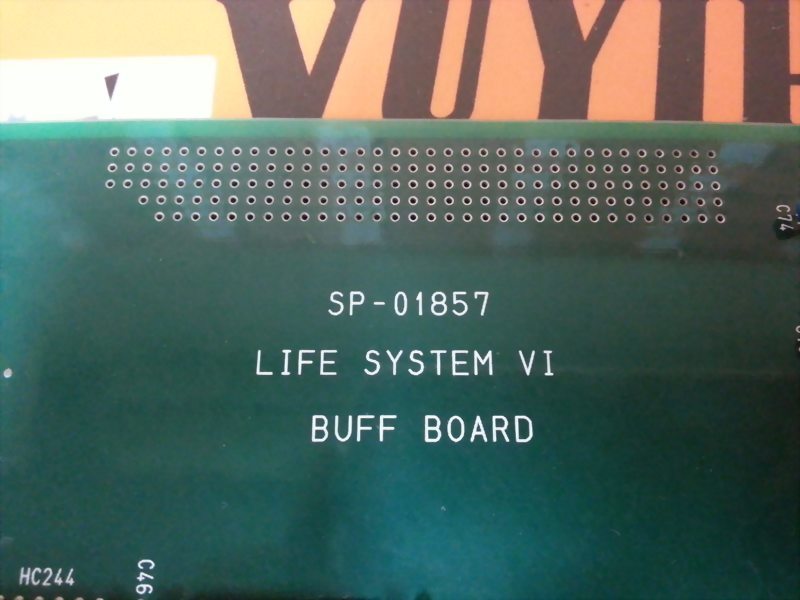 C74
SP-01857
LIFE SYSTEM VI
BUFF BOARD
HC244
C46